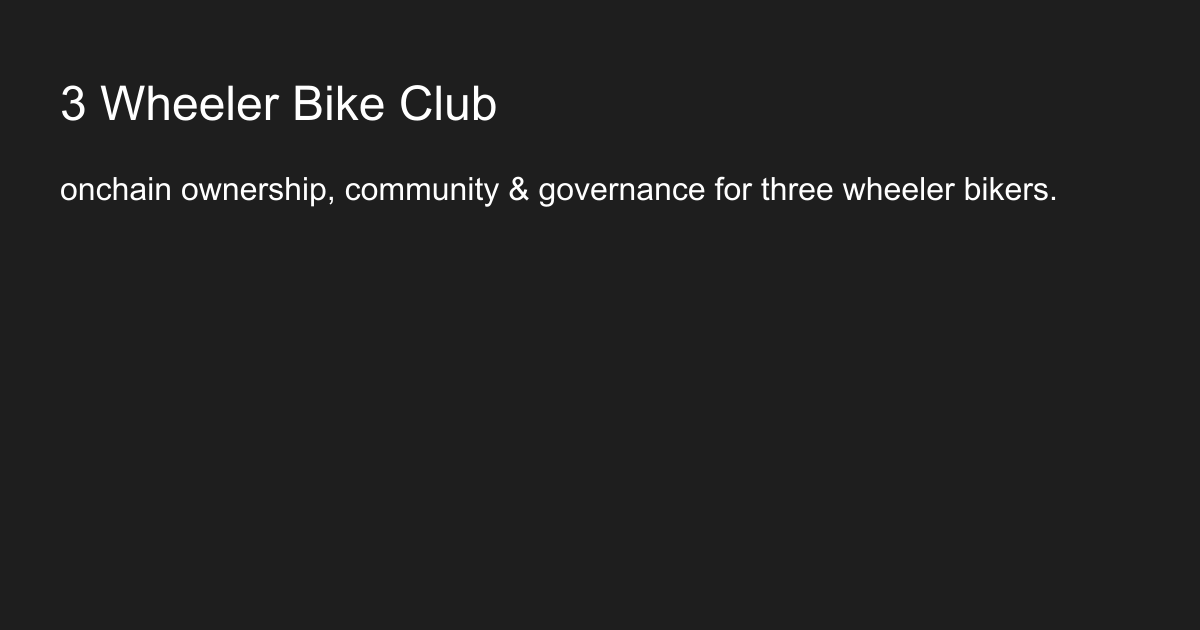 3 Wheeler Bike Club
onchain ownership, community & governance for three wheeler bikers.